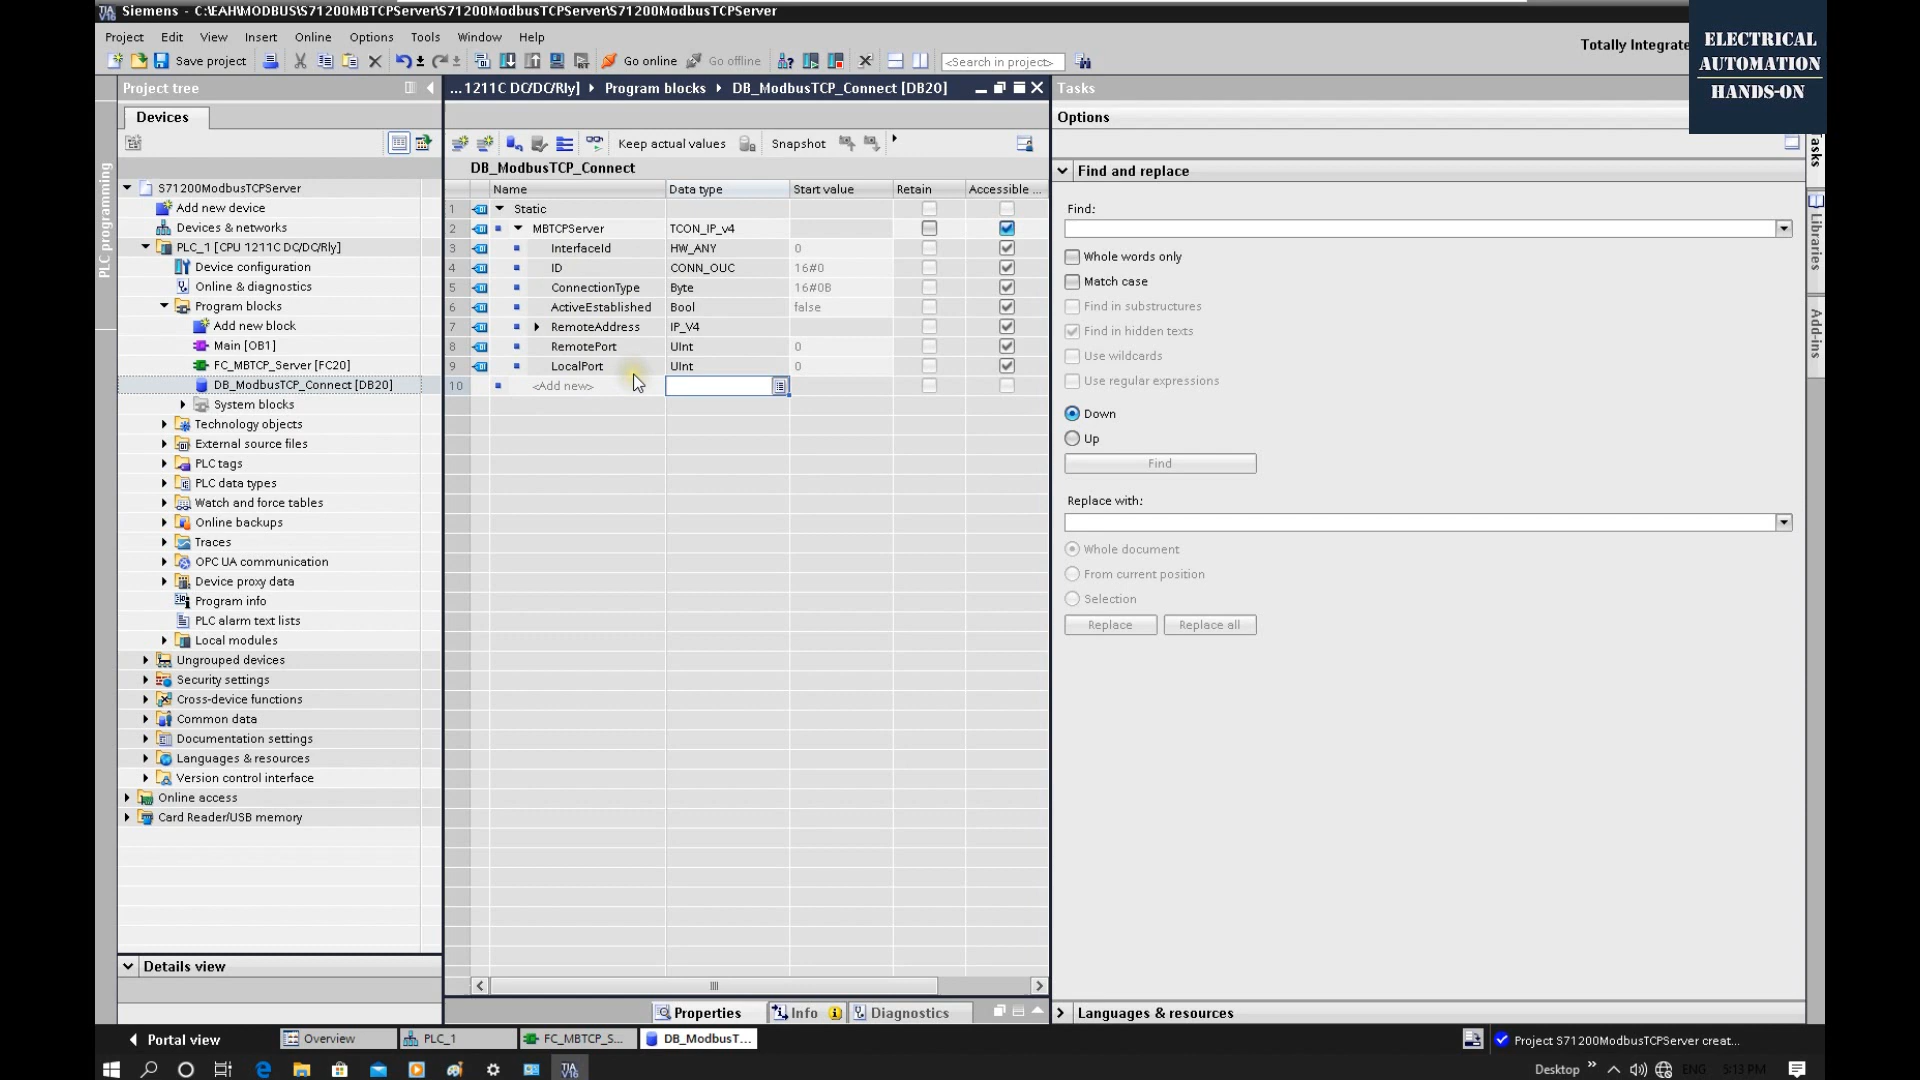 Siemens - C:\EAH\MODBUS\S71200MBTCPServer\S71200ModbusTCPServer\S71200ModbusTCPServer
Project Edit View Insert Online Options Tools Window Help
Totally Integrate
ELECTRICAL
AUTOMATION
HANDS-ON
Save project
Go online
Go offline
<Search in project>
Project tree
...1211C DC/DC/Rly] Program blocks DB_ModbusTCP_Connect [DB20]
Tasks
Devices
Options
Keep actual values
Snapshot
Tasks
Libraries
Add-ins
PLC programming
DB_ModbusTCP_Connect
Find and replace
Name Data type Start value Retain Accessible ...
1 Static
2 MBTCPServer TCON_IP_v4
3 InterfaceId HW_ANY 0
4 ID CONN_OUC 16#0
5 ConnectionType Byte 16#0B
6 ActiveEstablished Bool false
7 RemoteAddress IP_V4
8 RemotePort UInt 0
9 LocalPort UInt 0
10 <Add new>
S71200ModbusTCPServer
Add new device
Devices & networks
PLC_1 [CPU 1211C DC/DC/Rly]
Device configuration
Online & diagnostics
Program blocks
Add new block
Main [OB1]
FC_MBTCP_Server [FC20]
DB_ModbusTCP_Connect [DB20]
System blocks
Technology objects
External source files
PLC tags
PLC data types
Watch and force tables
Online backups
Traces
OPC UA communication
Device proxy data
Program info
PLC alarm text lists
Local modules
Ungrouped devices
Security settings
Cross-device functions
Common data
Documentation settings
Languages & resources
Version control interface
Online access
Card Reader/USB memory
Details view
Find:
Whole words only
Match case
Find in substructures
Find in hidden texts
Use wildcards
Use regular expressions
Down
Up
Find
Replace with:
Whole document
From current position
Selection
Replace Replace all
Properties Info Diagnostics
Languages & resources
Portal view
Overview
PLC_1
FC_MBTCP_S...
DB_ModbusT...
Project S71200ModbusTCPServer creat...
Desktop
ENG
5:13 PM